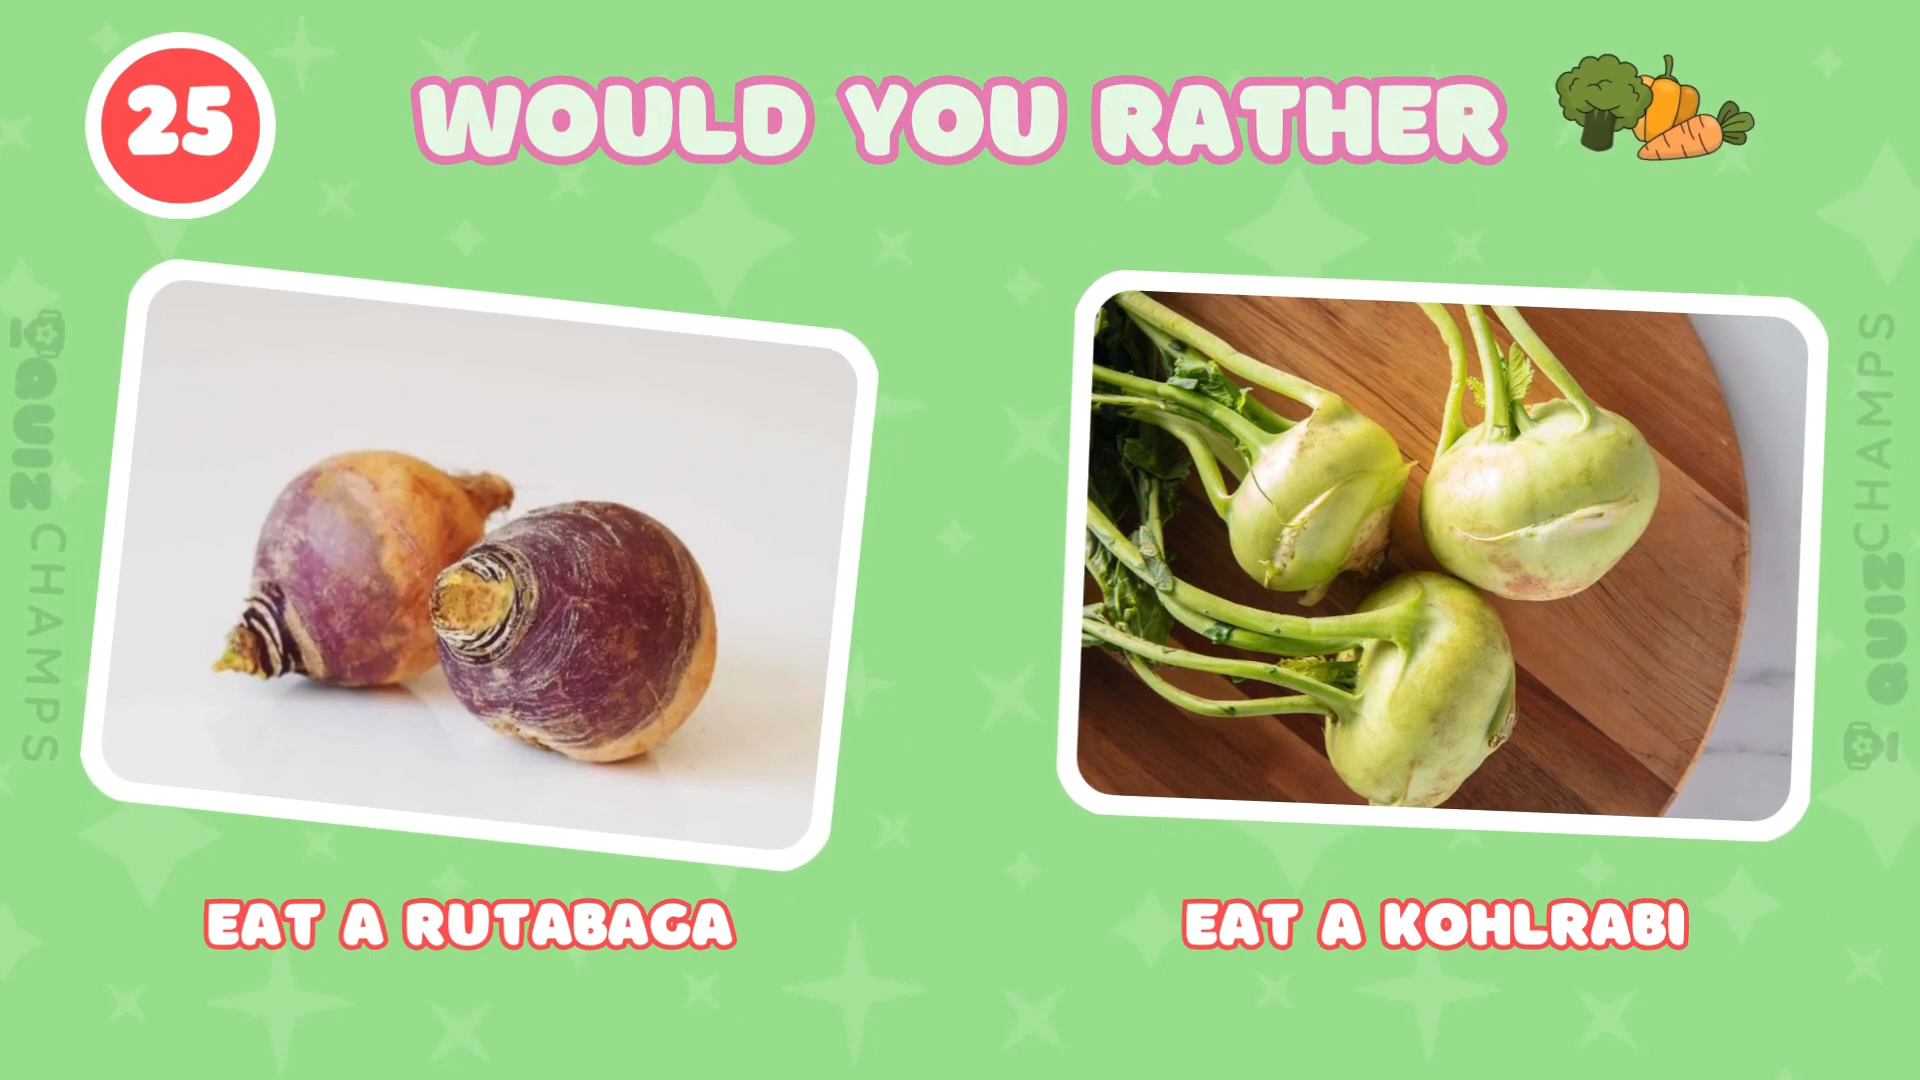 25
WOULD YOU RATHER
QUIZ CHAMPS
QUIZ CHAMPS
EAT A RUTABAGA
EAT A KOHLRABI